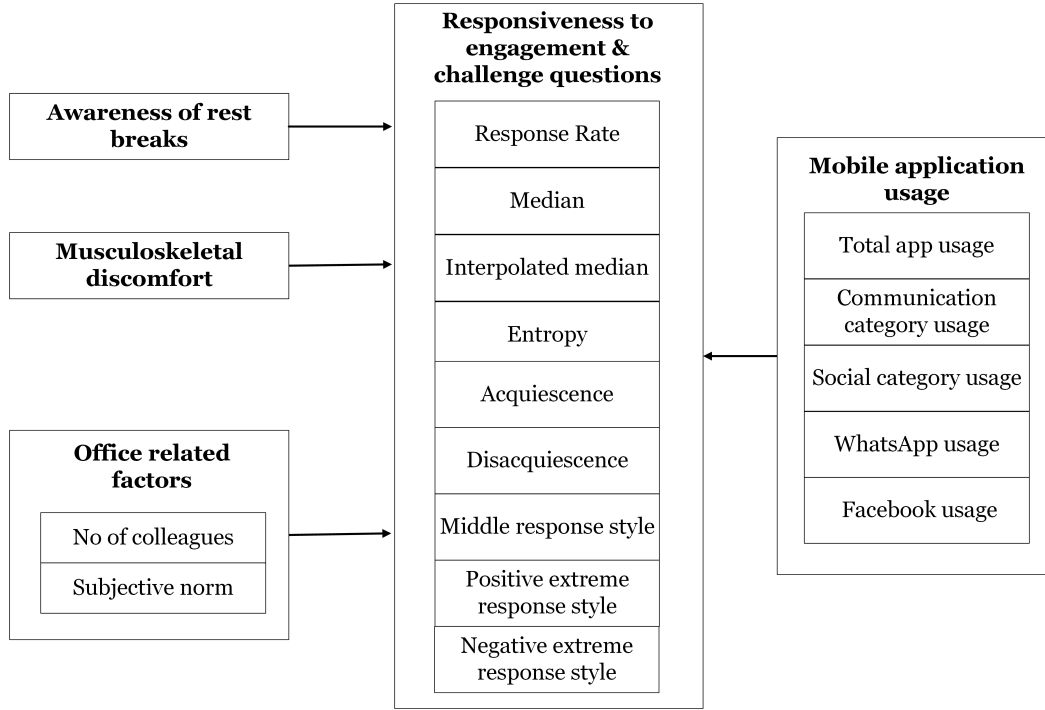 Awareness of rest
breaks
Musculoskeletal
discomfort
Office related
factors
No of colleagues
Subjective norm
Responsiveness to
engagement &
challenge questions
Response Rate
Median
Interpolated median
Entropy
Acquiescence
Disacquiescence
Middle response style
Positive extreme
response style
Negative extreme
response style
Mobile application
usage
Total app usage
Communication
category usage
Social category usage
WhatsApp usage
Facebook usage